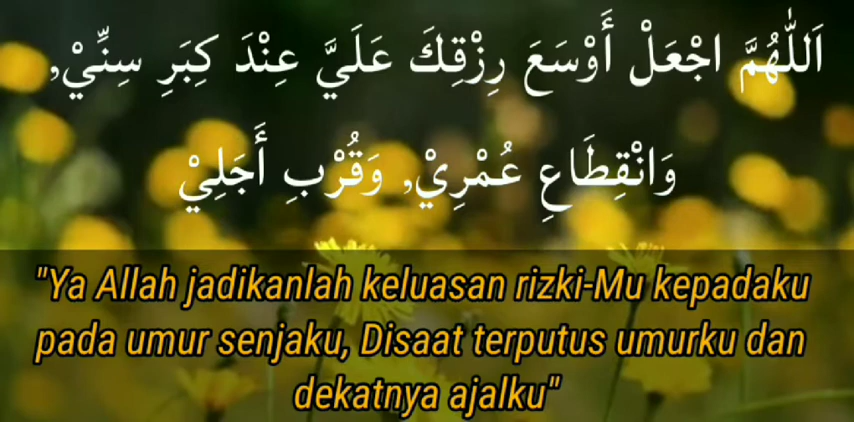 اَللّٰهُمَّ اجْعَلْ أَوْسَعَ رِزْقِكَ عَلَيَّ عِنْدَ كِبَرِ سِنِّيْ,
وَانْقِطَاعِ عُمْرِيْ, وَقُرْبِ أَجَلِيْ
"Ya Allah jadikanlah keluasan rizki-Mu kepadaku
pada umur senjaku, Disaat terputus umurku dan
dekatnya ajalku"